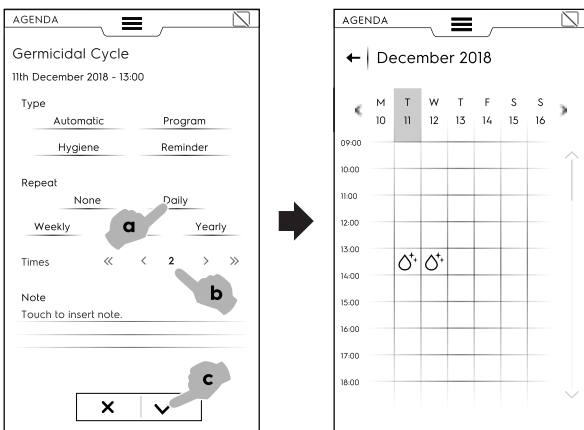 AGENDA
Germicidal Cycle
11th December 2018 - 13:00
Type
Automatic Program
Hygiene Reminder
Repeat
None Daily
Weekly Yearly
a
Times « < 2 > »
b
Note
Touch to insert note.
c
AGENDA
December 2018
M T W T F S S
10 11 12 13 14 15 16
09:00
10:00
11:00
12:00
13:00
14:00
15:00
16:00
17:00
18:00